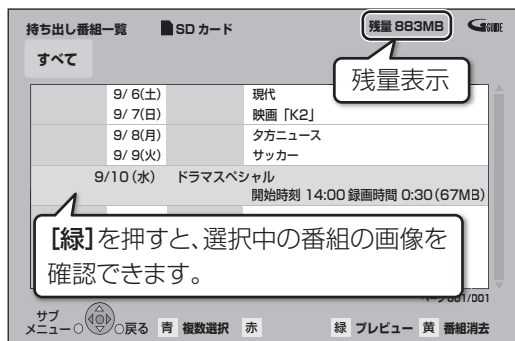 持ち出し番組一覧 SD カード 残量 883MB G-GUIDE
すべて
残量表示
9/ 6(土) 現代
9/ 7(日) 映画「K2」
9/ 8(月) 夕方ニュース
9/ 9(火) サッカー
9/10(水) ドラマスペシャル
開始時刻 14:00 録画時間 0:30(67MB)
[緑]を押すと、選択中の番組の画像を
確認できます。
ページ 001/001
サブ
メニュー 戻る 青 複数選択 赤 緑 プレビュー 黄 番組消去